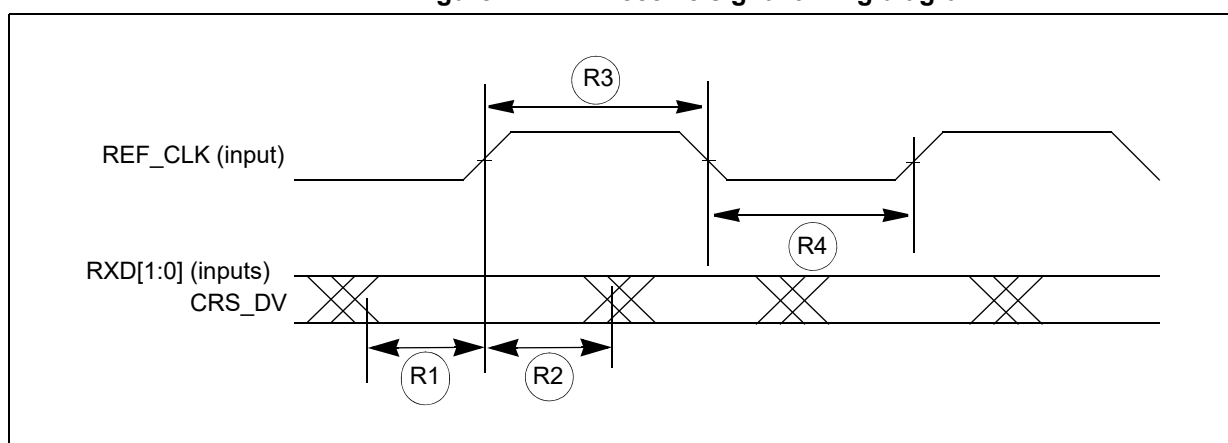 R3
REF_CLK (input)
R4
RXD[1:0] (inputs)
CRS_DV
R1
R2